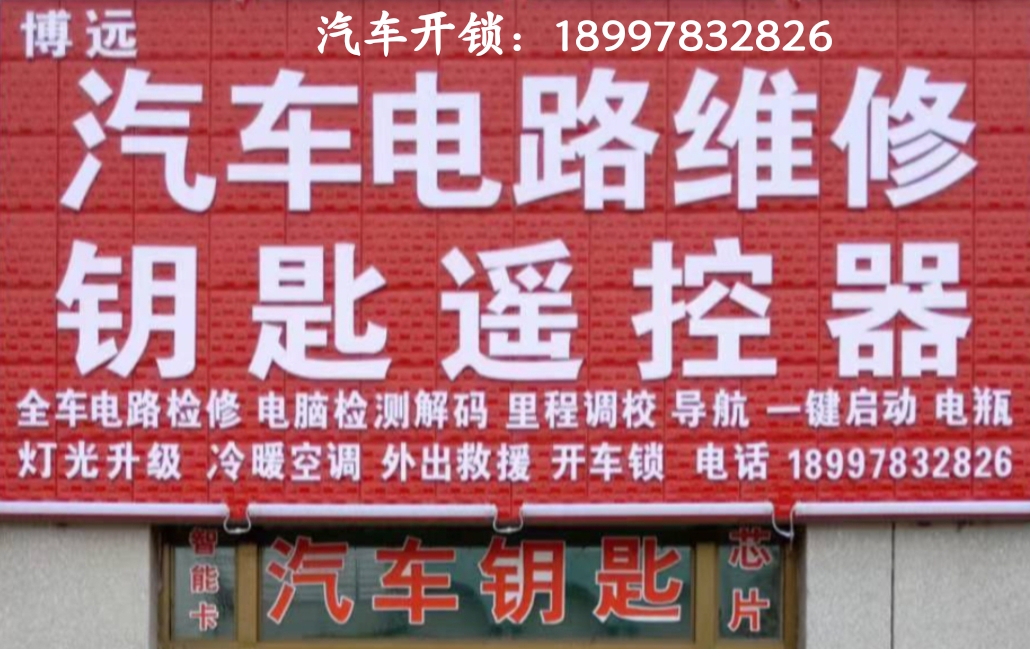 博远
汽车开锁：18997832826
汽车电路维修
钥匙遥控器
全车电路检修 电脑检测解码 里程调校 导航 一键启动 电瓶
灯光升级 冷暖空调 外出救援 开车锁 电话 18997832826
智能卡
汽车钥匙
芯片